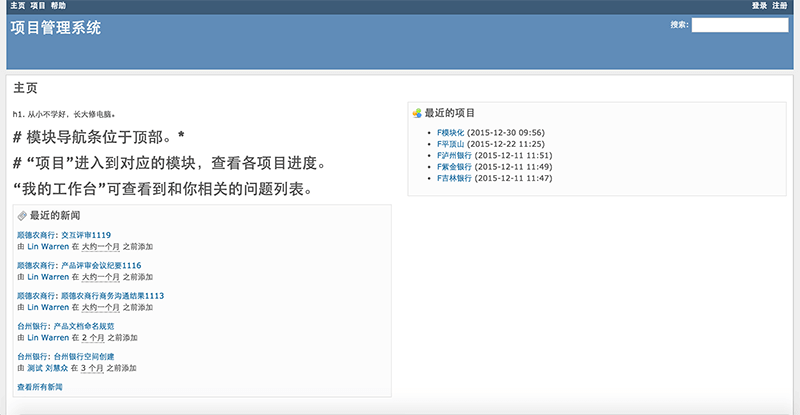 主页 项目 帮助
登录 注册
项目管理系统
搜索:
主页
h1. 从小不学好，长大修电脑。
# 模块导航条位于顶部。*
# “项目”进入到对应的模块，查看各项目进度。
“我的工作台”可查看到和你相关的问题列表。
最近的新闻
顺德农商行: 交互评审1119
由 Lin Warren 在 大约一个月 之前添加
顺德农商行: 产品评审会议纪要1116
由 Lin Warren 在 大约一个月 之前添加
顺德农商行: 顺德农商行商务沟通结果1113
由 Lin Warren 在 大约一个月 之前添加
台州银行: 产品文档命名规范
由 Lin Warren 在 2 个月 之前添加
台州银行: 台州银行空间创建
由 测试 刘慧众 在 3 个月 之前添加
查看所有新闻
最近的项目
F模块化 (2015-12-30 09:56)
F平顶山 (2015-12-22 11:25)
F泸州银行 (2015-12-11 11:51)
F紫金银行 (2015-12-11 11:49)
F吉林银行 (2015-12-11 11:47)